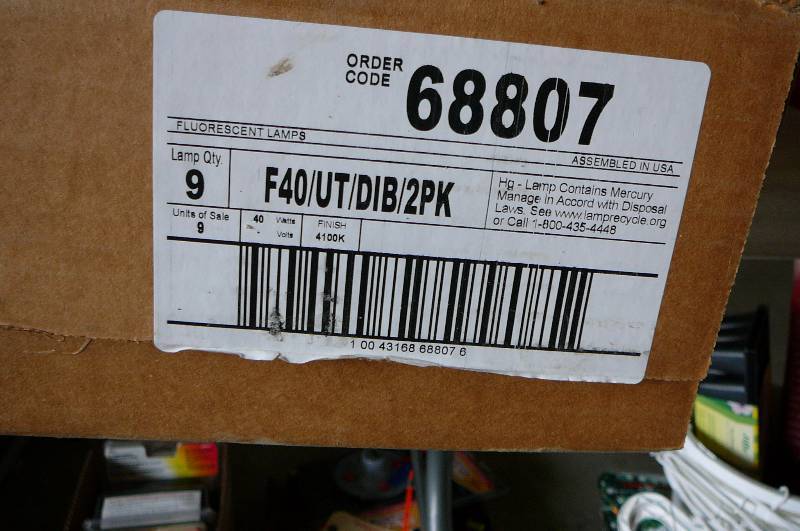 ORDER
CODE 68807
FLUORESCENT LAMPS
ASSEMBLED IN USA
Lamp Qty.
9
F40/UT/DIB/2PK
Hg - Lamp Contains Mercury
Manage in Accord with Disposal
Laws. See www.lamprecycle.org
or Call 1-800-435-4448
Units of Sale
9
40 Watts
- Volts
FINISH
4100K
1 00 43168 68807 6